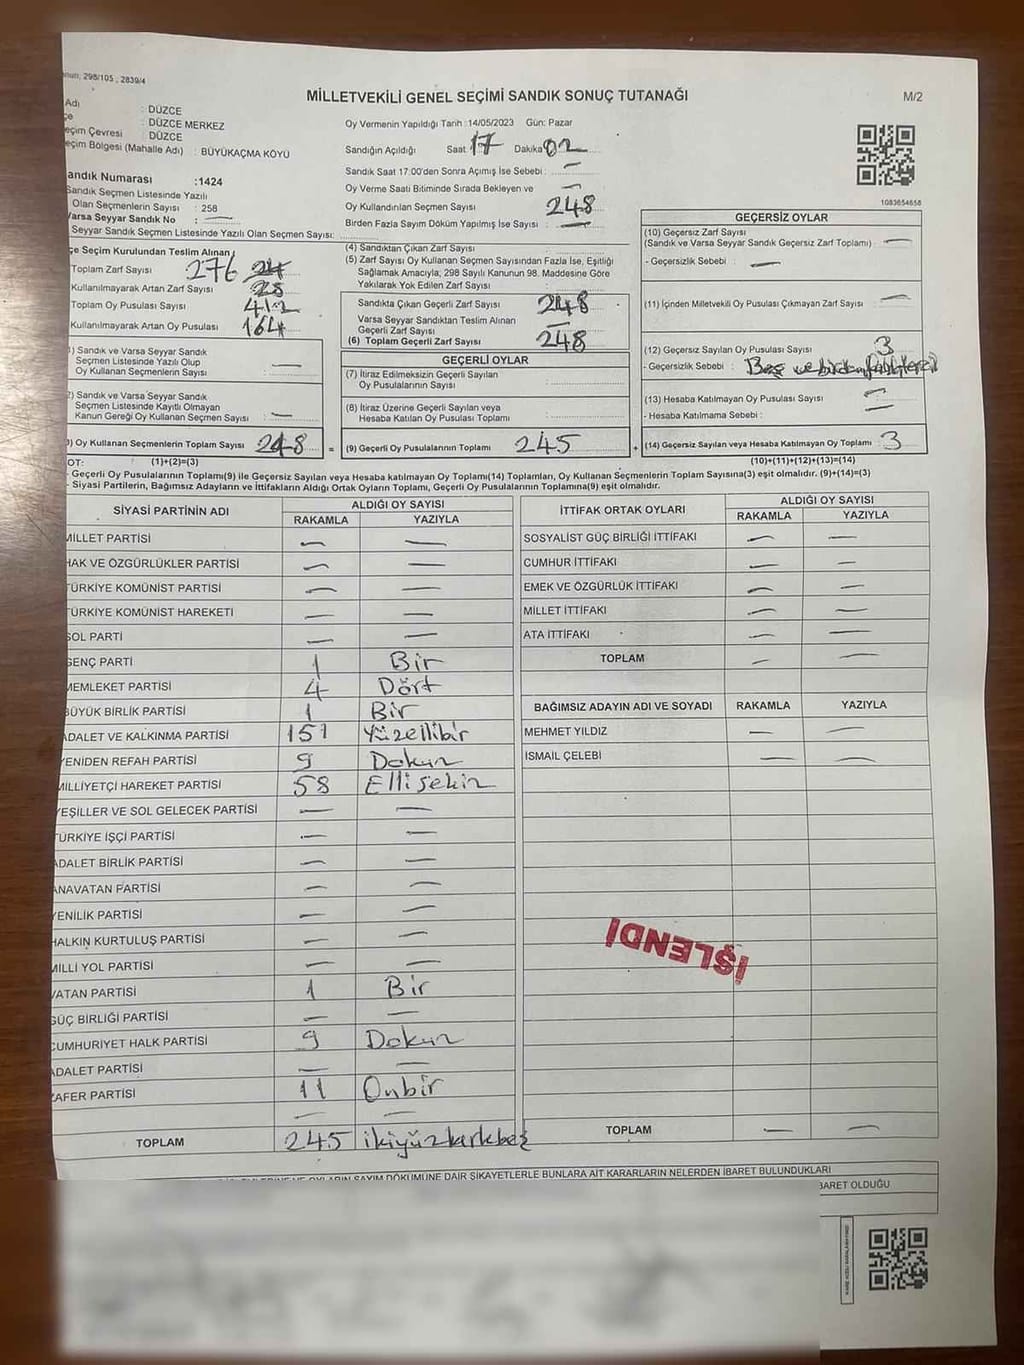 298/105 , 2839/4
MİLLETVEKİLİ GENEL SEÇİMİ SANDIK SONUÇ TUTANAĞI
M/2
Adı : DÜZCE
çe : DÜZCE MERKEZ
eçim Çevresi : DÜZCE
eçim Bölgesi (Mahalle Adı) : BÜYÜKAÇMA KÖYÜ
andık Numarası :1424
Sandık Seçmen Listesinde Yazılı
Olan Seçmenlerin Sayısı : 258
Varsa Seyyar Sandık No : —
Seyyar Sandık Seçmen Listesinde Yazılı Olan Seçmen Sayısı:
Oy Vermenin Yapıldığı Tarih :14/05/2023 Gün: Pazar
Sandığın Açıldığı Saat 17 Dakika 02
Sandık Saat 17:00'den Sonra Açımış İse Sebebi : —
Oy Verme Saati Bitiminde Sırada Bekleyen ve —
Oy Kullandırılan Seçmen Sayısı 248
Birden Fazla Sayım Döküm Yapılmış İse Sayısı : —
1083654658
çe Seçim Kurulundan Teslim Alınan
Toplam Zarf Sayısı 276
Kullanılmayarak Artan Zarf Sayısı 28
Toplam Oy Pusulası Sayısı 412
Kullanılmayarak Artan Oy Pusulası 164
) Sandık ve Varsa Seyyar Sandık
Seçmen Listesinde Yazılı Olup
Oy Kullanan Seçmenlerin Sayısı : —
) Sandık ve Varsa Seyyar Sandık
Seçmen Listesinde Kayıtlı Olmayan
Kanun Gereği Oy Kullanan Seçmen Sayısı : —
) Oy Kullanan Seçmenlerin Toplam Sayısı 248
(4) Sandıktan Çıkan Zarf Sayısı :
(5) Zarf Sayısı Oy Kullanan Seçmen Sayısından Fazla İse, Eşitliği
Sağlamak Amacıyla; 298 Sayılı Kanunun 98. Maddesine Göre
Yakılarak Yok Edilen Zarf Sayısı :
Sandıkta Çıkan Geçerli Zarf Sayısı 248
Varsa Seyyar Sandıktan Teslim Alınan
Geçerli Zarf Sayısı —
(6) Toplam Geçerli Zarf Sayısı 248
GEÇERLİ OYLAR
(7) İtiraz Edilmeksizin Geçerli Sayılan
Oy Pusulalarının Sayısı :
(8) İtiraz Üzerine Geçerli Sayılan veya
Hesaba Katılan Oy Pusulası Toplamı :
= (9) Geçerli Oy Pusulalarının Toplamı 245
GEÇERSİZ OYLAR
(10) Geçersiz Zarf Sayısı
(Sandık ve Varsa Seyyar Sandık Geçersiz Zarf Toplamı) —
- Geçersizlik Sebebi : —
(11) İçinden Milletvekili Oy Pusulası Çıkmayan Zarf Sayısı —
(12) Geçersiz Sayılan Oy Pusulası Sayısı 3
- Geçersizlik Sebebi : Boş ve birden
(13) Hesaba Katılmayan Oy Pusulası Sayısı —
- Hesaba Katılmama Sebebi : —
+ (14) Geçersiz Sayılan veya Hesaba Katılmayan Oy Toplamı : 3
OT: (1)+(2)=(3) (10)+(11)+(12)+(13)=(14)
- Geçerli Oy Pusulalarının Toplamı(9) ile Geçersiz Sayılan veya Hesaba Katılmayan Oy Toplamı(14) Toplamları, Oy Kullanan Seçmenlerin Toplam Sayısına(3) eşit olmalıdır. (9)+(14)=(3)
- Siyasi Partilerin, Bağımsız Adayların ve İttifakların Aldığı Ortak Oyların Toplamı, Geçerli Oy Pusulalarının Toplamına(9) eşit olmalıdır.
SİYASİ PARTİNİN ADI ALDIĞI OY SAYISI
RAKAMLA YAZIYLA
MİLLET PARTİSİ — —
HAK VE ÖZGÜRLÜKLER PARTİSİ — —
TÜRKİYE KOMÜNİST PARTİSİ — —
TÜRKİYE KOMÜNİST HAREKETİ — —
SOL PARTİ — —
GENÇ PARTİ 1 Bir
MEMLEKET PARTİSİ 4 Dört
BÜYÜK BİRLİK PARTİSİ 1 Bir
ADALET VE KALKINMA PARTİSİ 151 Yüzellibir
YENİDEN REFAH PARTİSİ 9 Dokuz
MİLLİYETÇİ HAREKET PARTİSİ 58 Ellisekiz
YEŞİLLER VE SOL GELECEK PARTİSİ — —
TÜRKİYE İŞÇİ PARTİSİ — —
ADALET BİRLİK PARTİSİ — —
ANAVATAN PARTİSİ — —
YENİLİK PARTİSİ — —
HALKIN KURTULUŞ PARTİSİ — —
MİLLİ YOL PARTİSİ — —
VATAN PARTİSİ 1 Bir
GÜÇ BİRLİĞİ PARTİSİ — —
CUMHURİYET HALK PARTİSİ 9 Dokuz
ADALET PARTİSİ — —
ZAFER PARTİSİ 11 Onbir
— —
TOPLAM 245 ikiyüzkırkbeş
İTTİFAK ORTAK OYLARI ALDIĞI OY SAYISI
RAKAMLA YAZIYLA
SOSYALİST GÜÇ BİRLİĞİ İTTİFAKI — —
CUMHUR İTTİFAKI — —
EMEK VE ÖZGÜRLÜK İTTİFAKI — —
MİLLET İTTİFAKI — —
ATA İTTİFAKI — —
TOPLAM — —
BAĞIMSIZ ADAYIN ADI VE SOYADI RAKAMLA YAZIYLA
MEHMET YILDIZ — —
İSMAİL ÇELEBİ — —
İŞLENDİ
TOPLAM — —
VE OYLARIN SAYIM DÖKÜMÜNE DAİR ŞİKAYETLERLE BUNLARA AİT KARARLARIN NELERDEN İBARET BULUNDUKLARI
BARET OLDUĞU